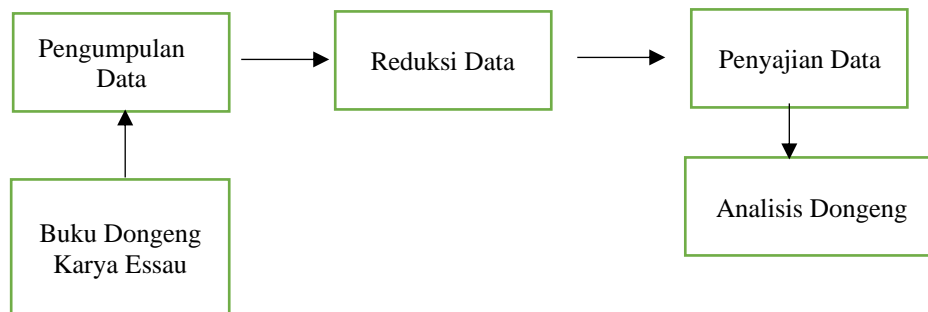 Pengumpulan
Data
Reduksi Data
Penyajian Data
Analisis Dongeng
Buku Dongeng
Karya Essau